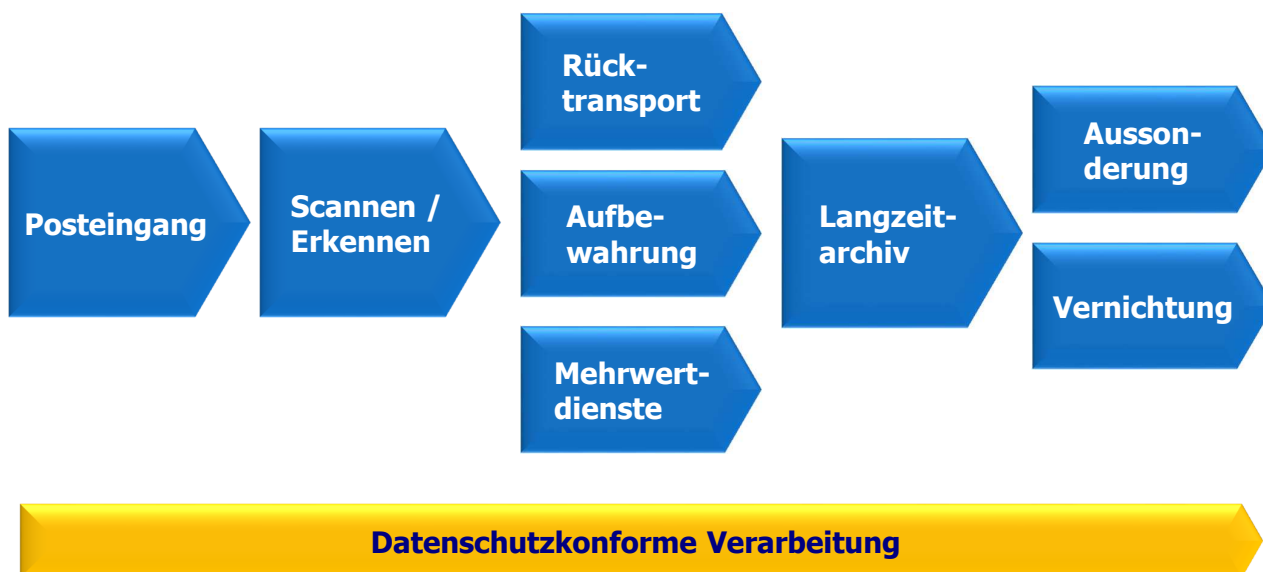 Posteingang
Scannen /
Erkennen
Rück-
transport
Aufbe-
wahrung
Mehrwert-
dienste
Langzeit-
archiv
Ausson-
derung
Vernichtung
Datenschutzkonforme Verarbeitung